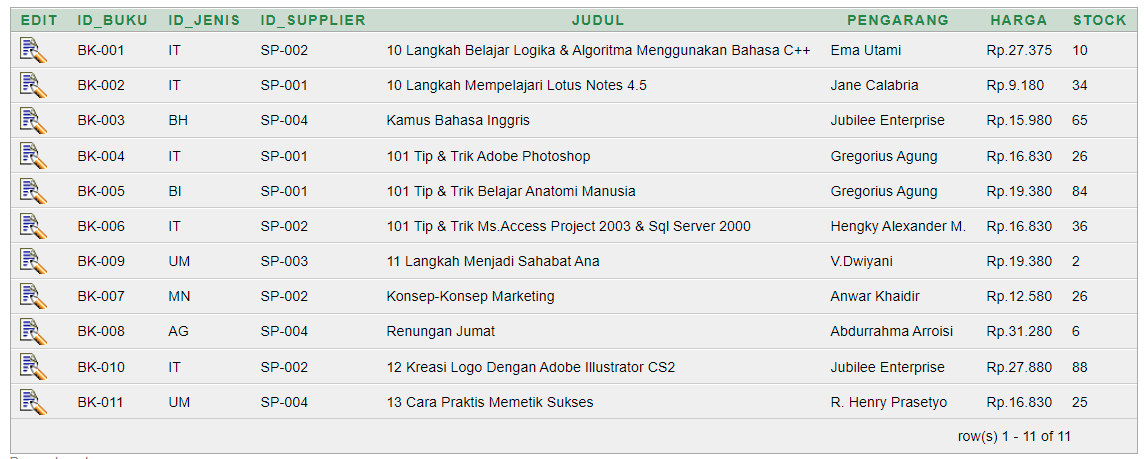 EDIT ID_BUKU ID_JENIS ID_SUPPLIER JUDUL PENGARANG HARGA STOCK
BK-001 IT SP-002 10 Langkah Belajar Logika & Algoritma Menggunakan Bahasa C++ Ema Utami Rp.27.375 10
BK-002 IT SP-001 10 Langkah Mempelajari Lotus Notes 4.5 Jane Calabria Rp.9.180 34
BK-003 BH SP-004 Kamus Bahasa Inggris Jubilee Enterprise Rp.15.980 65
BK-004 IT SP-001 101 Tip & Trik Adobe Photoshop Gregorius Agung Rp.16.830 26
BK-005 BI SP-001 101 Tip & Trik Belajar Anatomi Manusia Gregorius Agung Rp.19.380 84
BK-006 IT SP-002 101 Tip & Trik Ms.Access Project 2003 & Sql Server 2000 Hengky Alexander M. Rp.16.830 36
BK-009 UM SP-003 11 Langkah Menjadi Sahabat Ana V.Dwiyani Rp.19.380 2
BK-007 MN SP-002 Konsep-Konsep Marketing Anwar Khaidir Rp.12.580 26
BK-008 AG SP-004 Renungan Jumat Abdurrahma Arroisi Rp.31.280 6
BK-010 IT SP-002 12 Kreasi Logo Dengan Adobe Illustrator CS2 Jubilee Enterprise Rp.27.880 88
BK-011 UM SP-004 13 Cara Praktis Memetik Sukses R. Henry Prasetyo Rp.16.830 25
row(s) 1 - 11 of 11